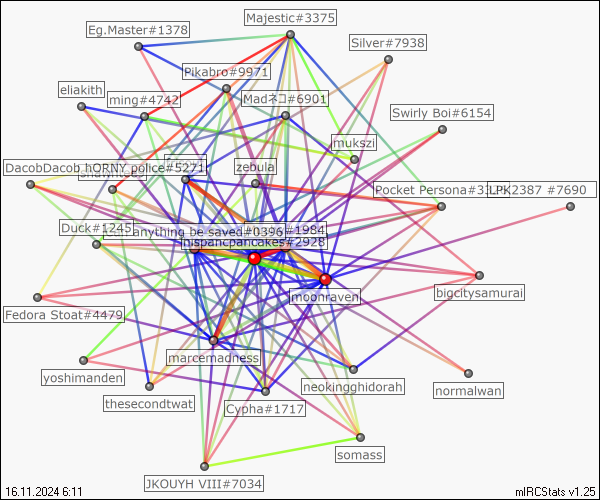 Majestic#3375
Eg.Master#1378
Silver#7938
Pikabro#9971
eliakith
ming#4742
Madネコ#6901
Swirly Boi#6154
mukszi
DacobDacob
hORNY police#5271
zebula
Pocket Persona#33
LPK2387 #7690
Duck#1245
anything be saved#0396
#1984
hispancpancakes#2928
bigcitysamurai
moonraven
Fedora Stoat#4479
marcemadness
yoshimanden
neokingghidorah
normalwan
thesecondtwat
Cypha#1717
somass
JKOUYH VIII#7034
16.11.2024 6:11
mIRCStats v1.25